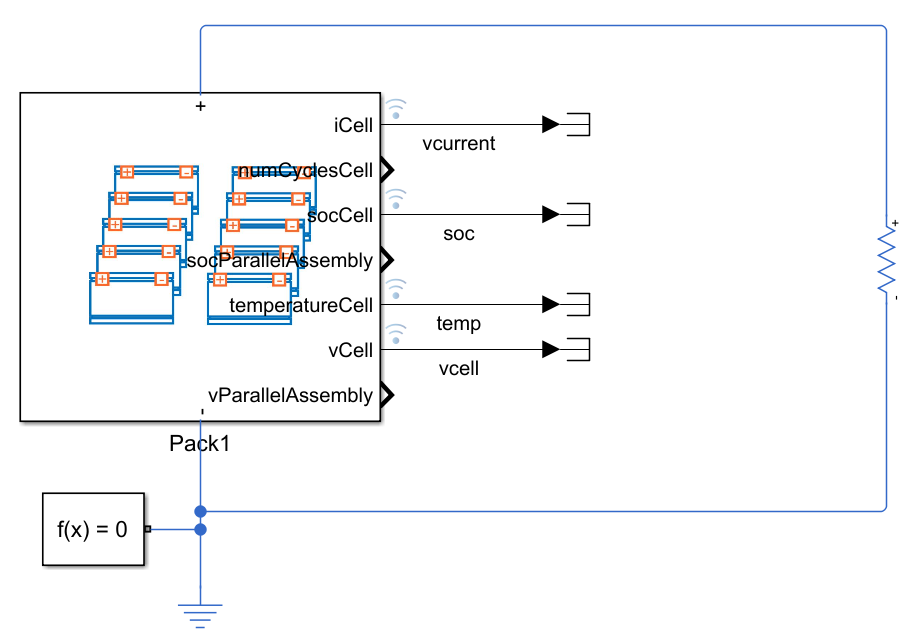 +
iCell
vcurrent
numCyclesCell
+ -
+ -
socCell
soc
+ -
+ -
+
-
+ -
+ -
socParallelAssembly
+ -
+ -
temperatureCell
temp
+ -
+ -
vCell
vcell
vParallelAssembly
-
Pack1
f(x) = 0